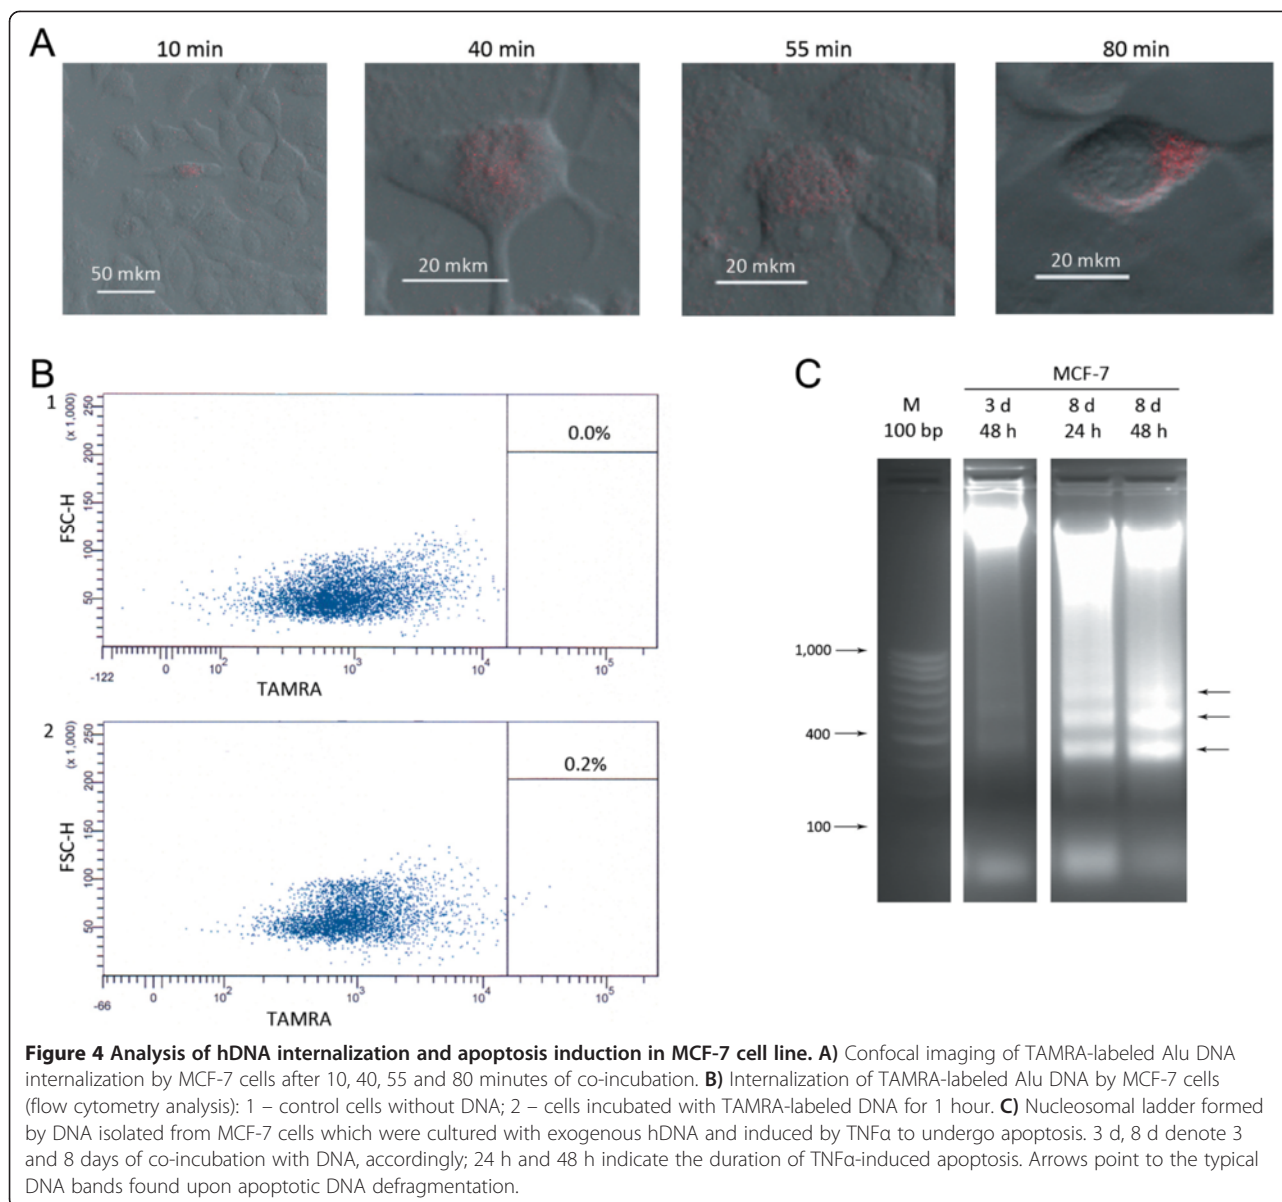 A
10 min 40 min 55 min 80 min
50 mkm 20 mkm 20 mkm 20 mkm
B
1
(x 1,000)
FSC-H
250
200
150
100
50
0.0%
-122 0 10² 10³ 10⁴ 10⁵
TAMRA
2
(x 1,000)
FSC-H
250
200
150
100
50
0.2%
-66 0 10² 10³ 10⁴ 10⁵
TAMRA
C
MCF-7
M 3 d 8 d 8 d
100 bp 48 h 24 h 48 h
1,000
400
100
Figure 4 Analysis of hDNA internalization and apoptosis induction in MCF-7 cell line. A) Confocal imaging of TAMRA-labeled Alu DNA
internalization by MCF-7 cells after 10, 40, 55 and 80 minutes of co-incubation. B) Internalization of TAMRA-labeled Alu DNA by MCF-7 cells
(flow cytometry analysis): 1 – control cells without DNA; 2 – cells incubated with TAMRA-labeled DNA for 1 hour. C) Nucleosomal ladder formed
by DNA isolated from MCF-7 cells which were cultured with exogenous hDNA and induced by TNFα to undergo apoptosis. 3 d, 8 d denote 3
and 8 days of co-incubation with DNA, accordingly; 24 h and 48 h indicate the duration of TNFα-induced apoptosis. Arrows point to the typical
DNA bands found upon apoptotic DNA defragmentation.